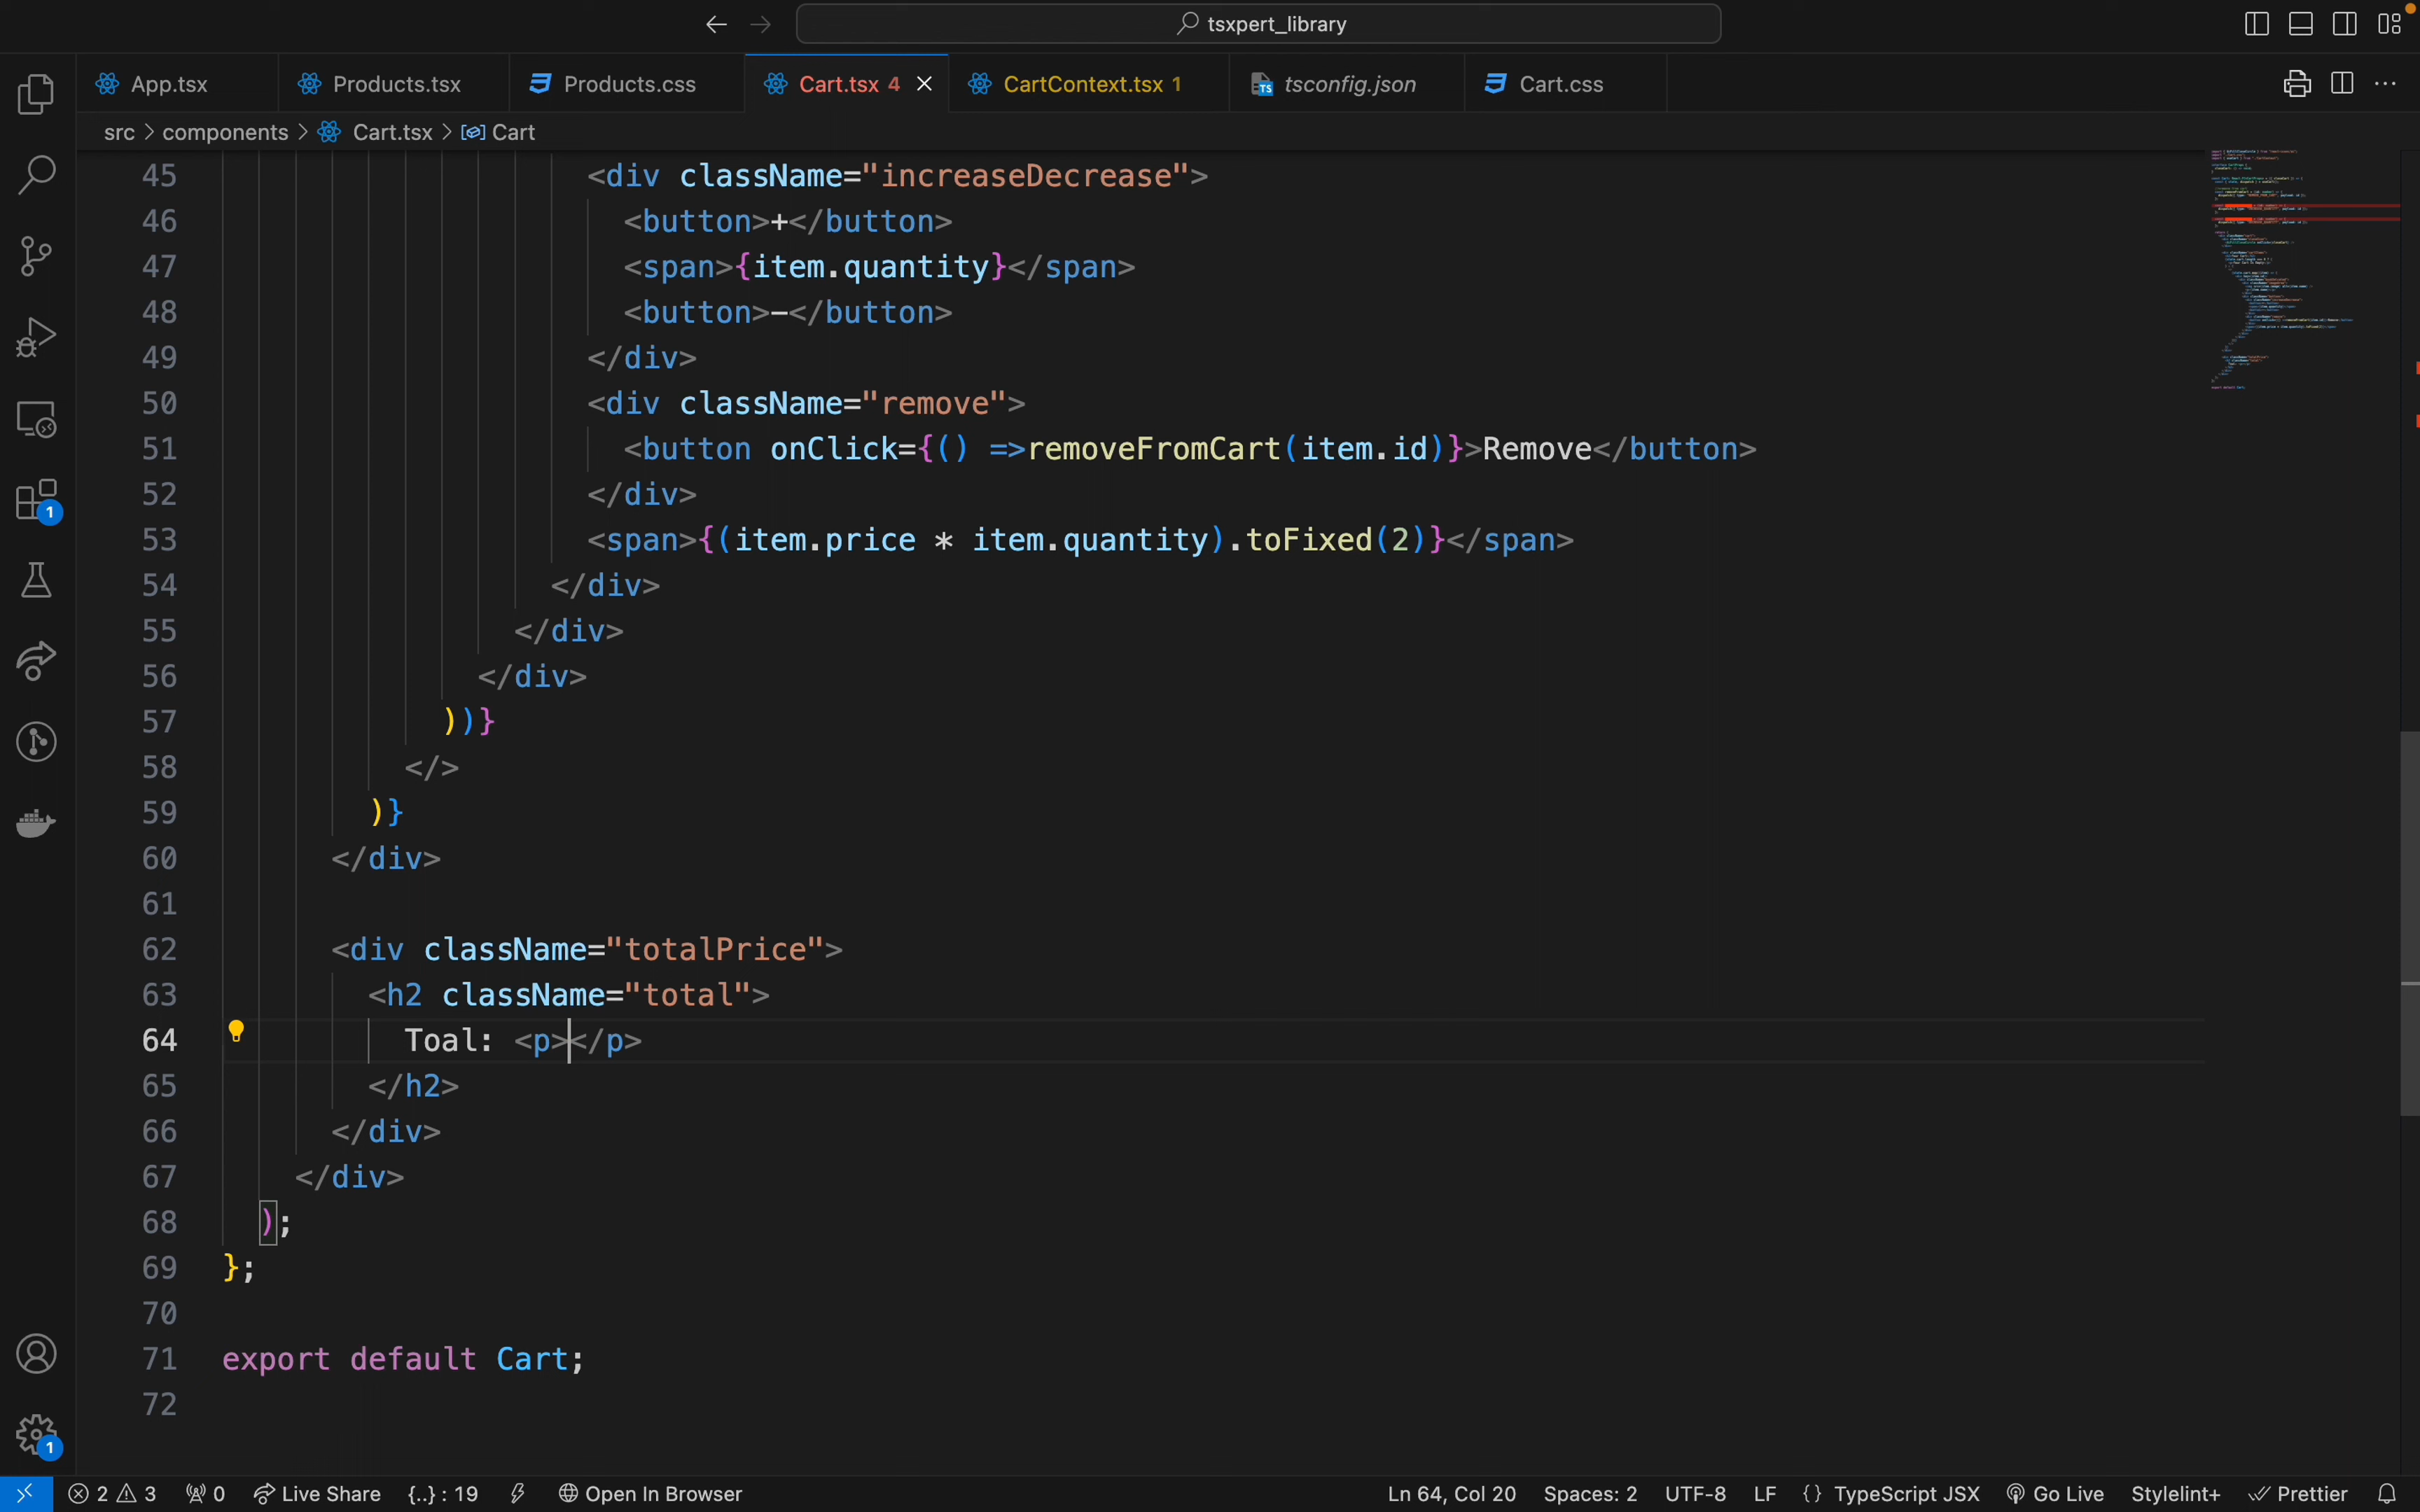 tsxpert_library
App.tsx Products.tsx Products.css Cart.tsx 4 CartContext.tsx 1 tsconfig.json Cart.css
src > components > Cart.tsx > Cart
45 <div className="increaseDecrease">
46 <button>+</button>
47 <span>{item.quantity}</span>
48 <button>-</button>
49 </div>
50 <div className="remove">
51 <button onClick={() =>removeFromCart(item.id)}>Remove</button>
52 </div>
53 <span>{(item.price * item.quantity).toFixed(2)}</span>
54 </div>
55 </div>
56 </div>
57 ))}
58 </>
59 )}
60 </div>
61
62 <div className="totalPrice">
63 <h2 className="total">
64 Toal: <p></p>
65 </h2>
66 </div>
67 </div>
68 );
69 };
70
71 export default Cart;
72
1
1
2 3 0 Live Share {..} : 19 Open In Browser Ln 64, Col 20 Spaces: 2 UTF-8 LF {} TypeScript JSX Go Live Stylelint+ Prettier